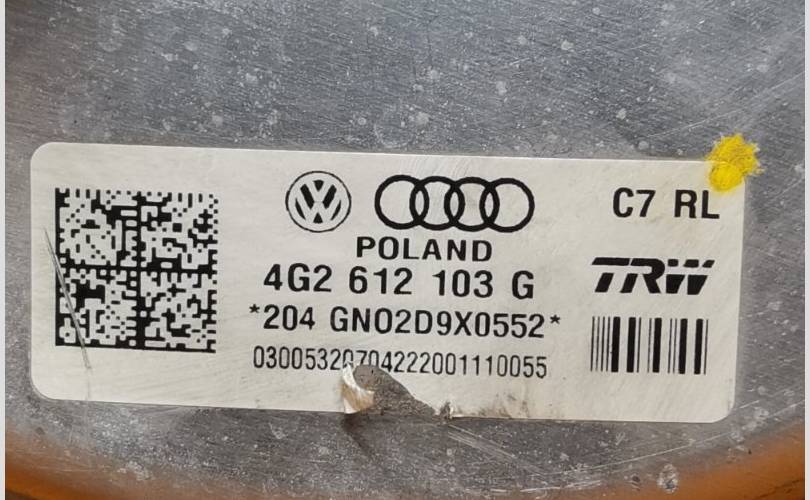 C7 RL
POLAND
4G2 612 103 G
TRW
*204 GN02D9X0552*
03005320704222001110055